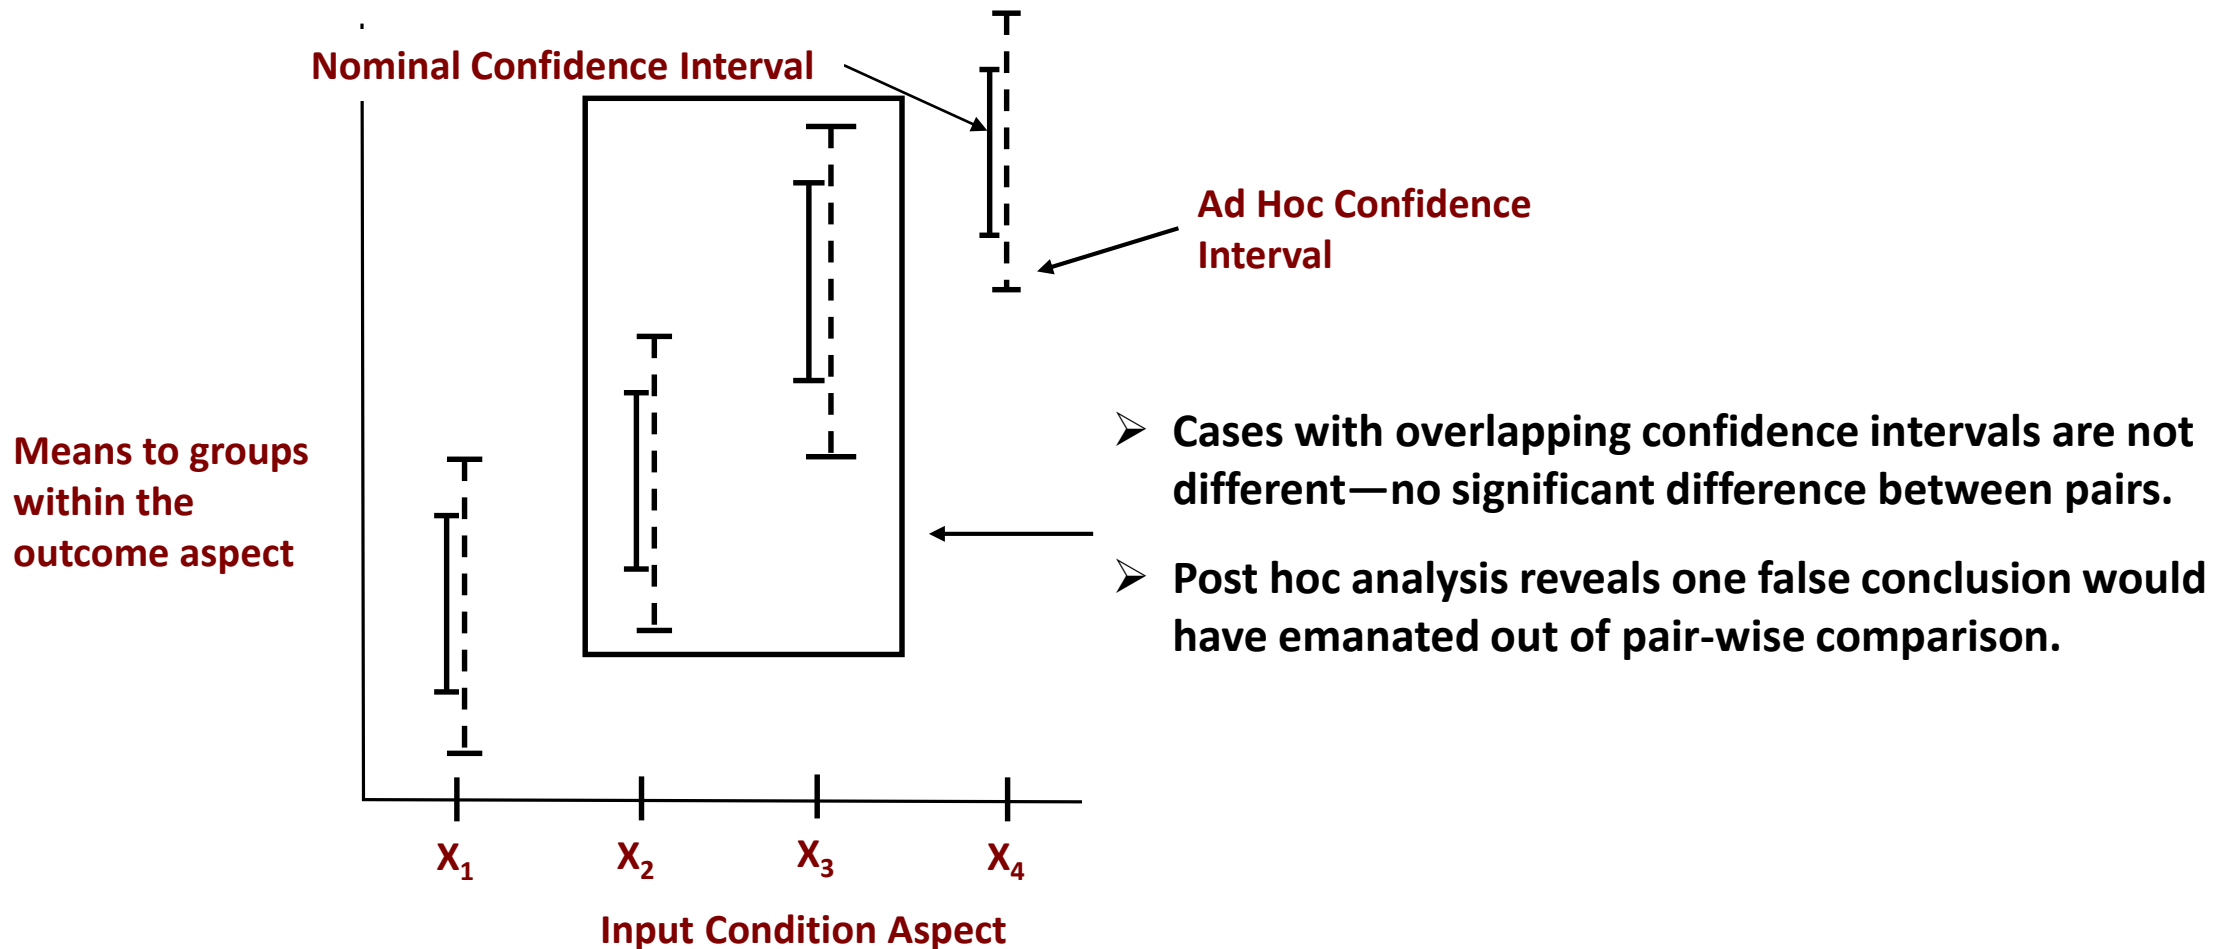 Nominal Confidence Interval
Ad Hoc Confidence
Interval
Means to groups
within the
outcome aspect
➢ Cases with overlapping confidence intervals are not
different—no significant difference between pairs.
➢ Post hoc analysis reveals one false conclusion would
have emanated out of pair-wise comparison.
X₁ X₂ X₃ X₄
Input Condition Aspect